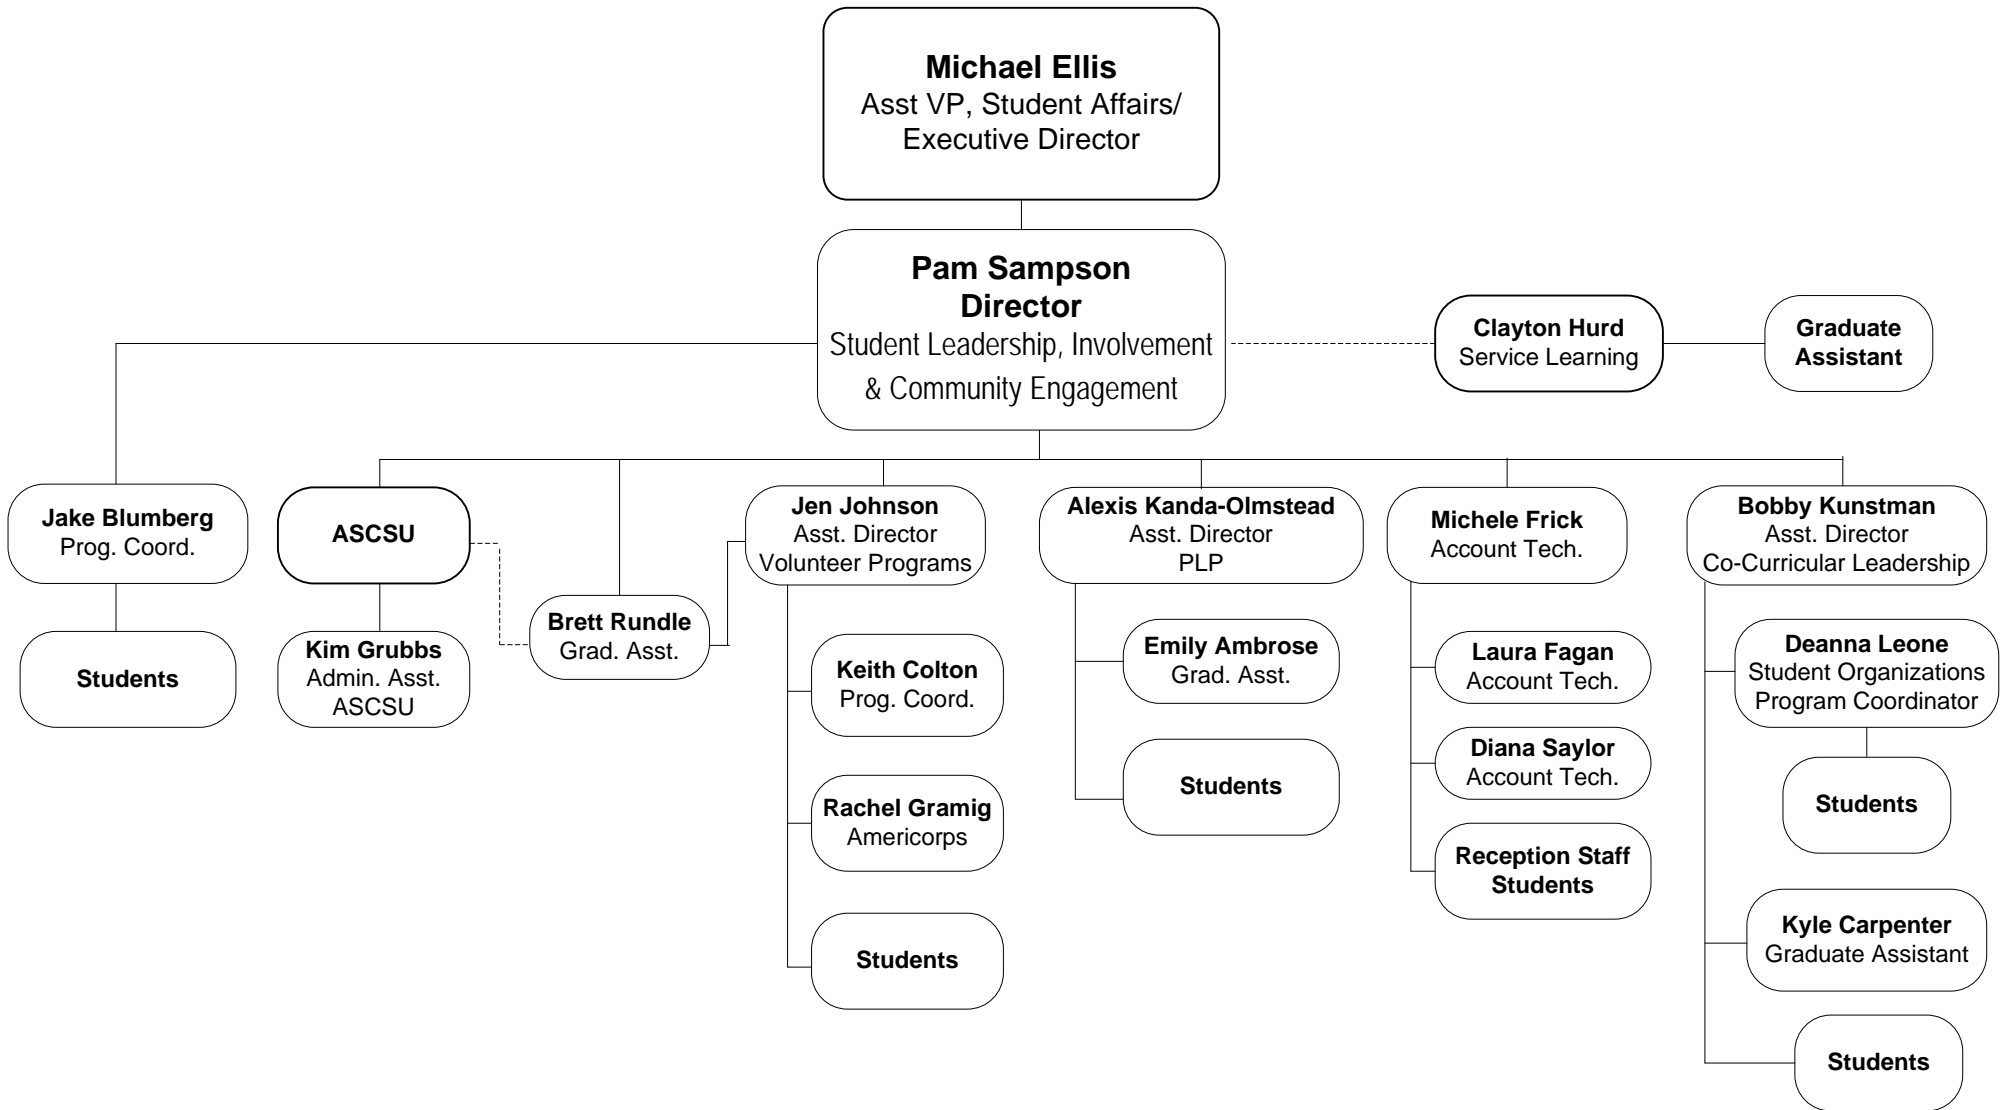 Michael Ellis
Asst VP, Student Affairs/
Executive Director
Pam Sampson
Director
Student Leadership, Involvement
& Community Engagement
Clayton Hurd
Service Learning
Graduate
Assistant
Jake Blumberg
Prog. Coord.
Students
ASCSU
Kim Grubbs
Admin. Asst.
ASCSU
Brett Rundle
Grad. Asst.
Jen Johnson
Asst. Director
Volunteer Programs
Keith Colton
Prog. Coord.
Rachel Gramig
Americorps
Students
Alexis Kanda-Olmstead
Asst. Director
PLP
Emily Ambrose
Grad. Asst.
Students
Michele Frick
Account Tech.
Laura Fagan
Account Tech.
Diana Saylor
Account Tech.
Reception Staff
Students
Bobby Kunstman
Asst. Director
Co-Curricular Leadership
Deanna Leone
Student Organizations
Program Coordinator
Students
Kyle Carpenter
Graduate Assistant
Students